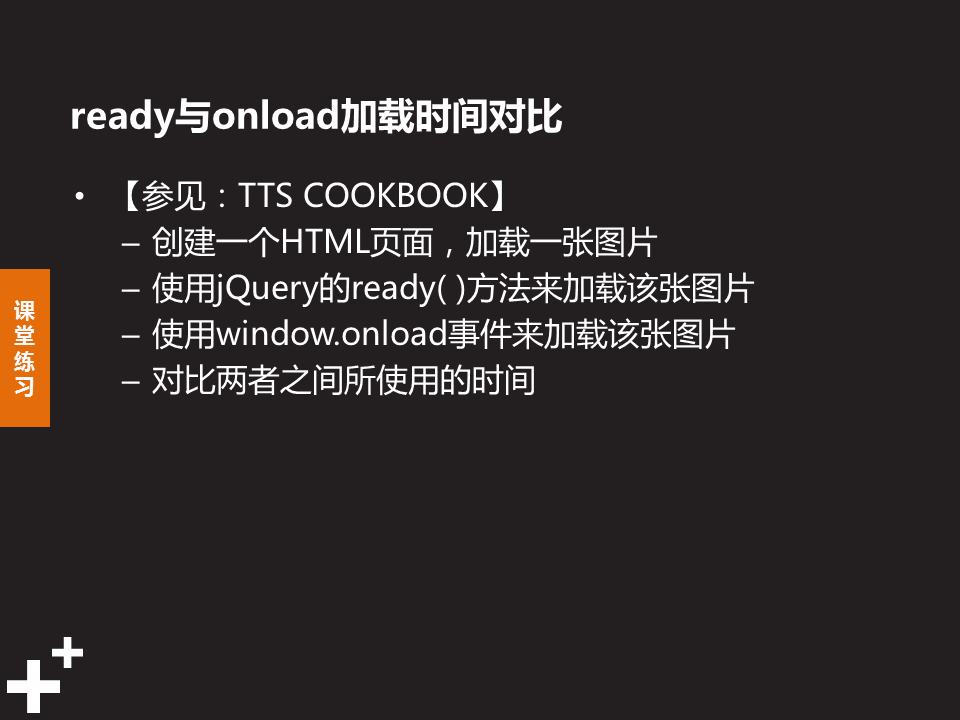 ready与onload加载时间对比
• 【参见：TTS COOKBOOK】
– 创建一个HTML页面，加载一张图片
– 使用jQuery的ready( )方法来加载该张图片
– 使用window.onload事件来加载该张图片
– 对比两者之间所使用的时间
课
堂
练
习